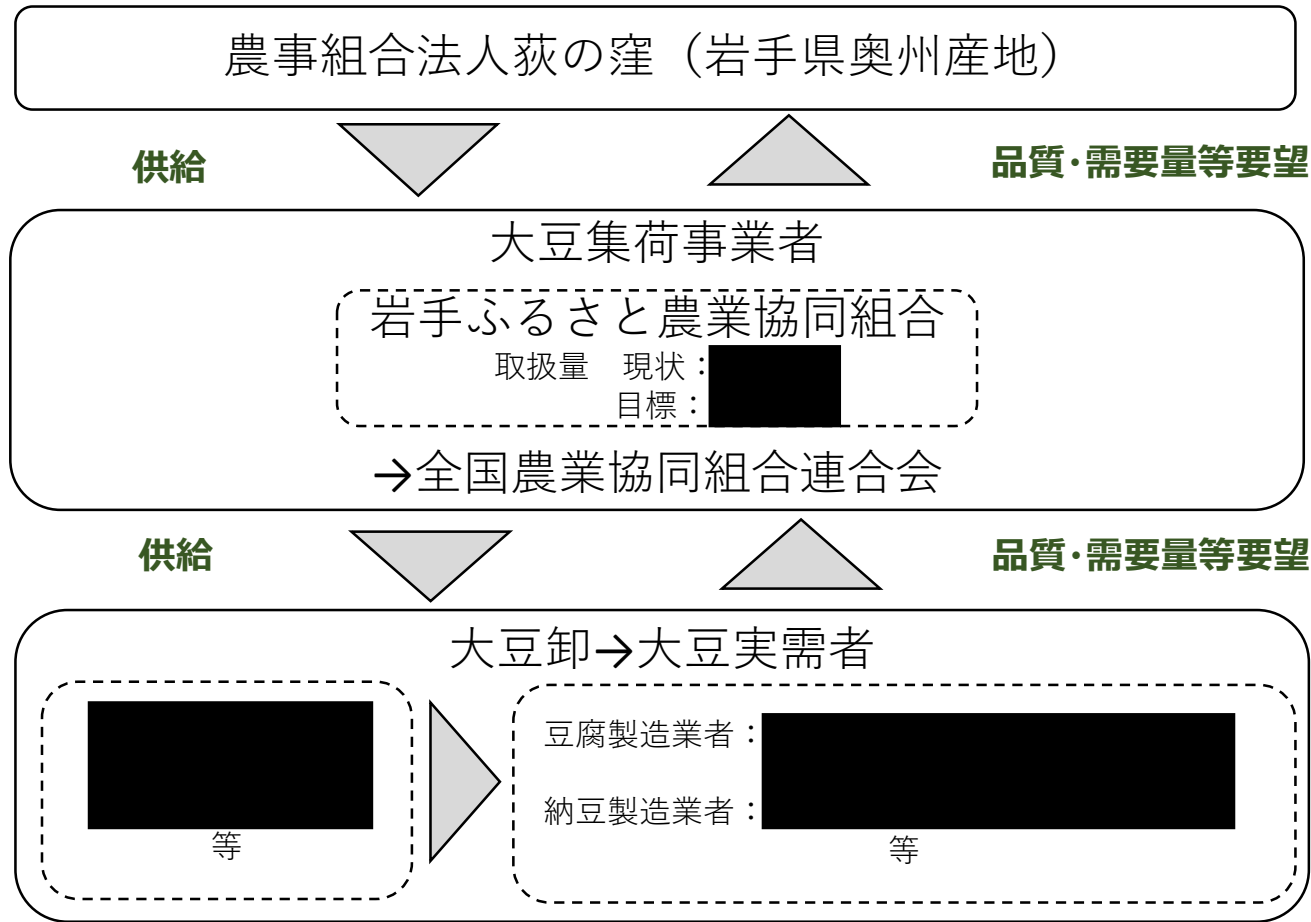 農事組合法人荻の窪（岩手県奥州産地）
供給
品質・需要量等要望
大豆集荷事業者
岩手ふるさと農業協同組合
取扱量　現状：
目標：
→全国農業協同組合連合会
供給
品質・需要量等要望
大豆卸→大豆実需者
等
豆腐製造業者：
納豆製造業者：
等